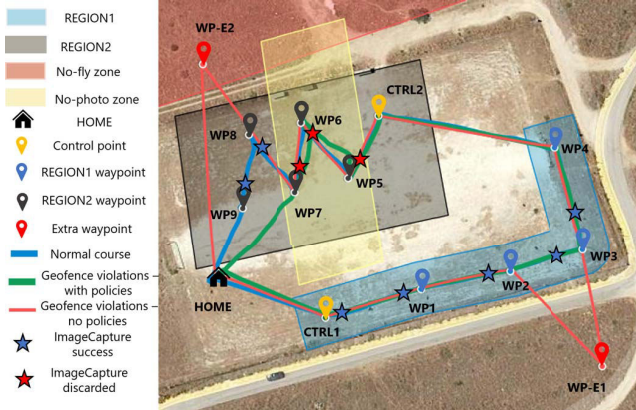 REGION1
REGION2
No-fly zone
No-photo zone
HOME
Control point
REGION1 waypoint
REGION2 waypoint
Extra waypoint
Normal course
Geofence violations
with policies
Geofence violations
no policies
ImageCapture
success
ImageCapture
discarded
WP-E2
CTRL2
WP6
WP8
WP4
WP5
WP7
WP9
WP3
WP2
HOME
WP1
CTRL1
WP-E1